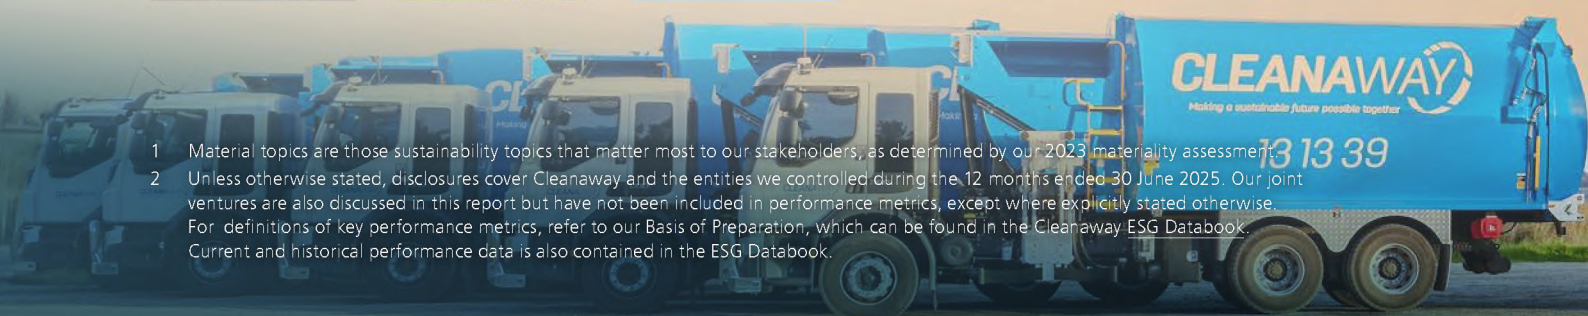 CLEANAWAY
Making a sustainable future possible together
13 13 39
1 Material topics are those sustainability topics that matter most to our stakeholders, as determined by our 2023 materiality assessment.
2 Unless otherwise stated, disclosures cover Cleanaway and the entities we controlled during the 12 months ended 30 June 2025. Our joint
ventures are also discussed in this report but have not been included in performance metrics, except where explicitly stated otherwise.
For definitions of key performance metrics, refer to our Basis of Preparation, which can be found in the Cleanaway ESG Databook.
Current and historical performance data is also contained in the ESG Databook.